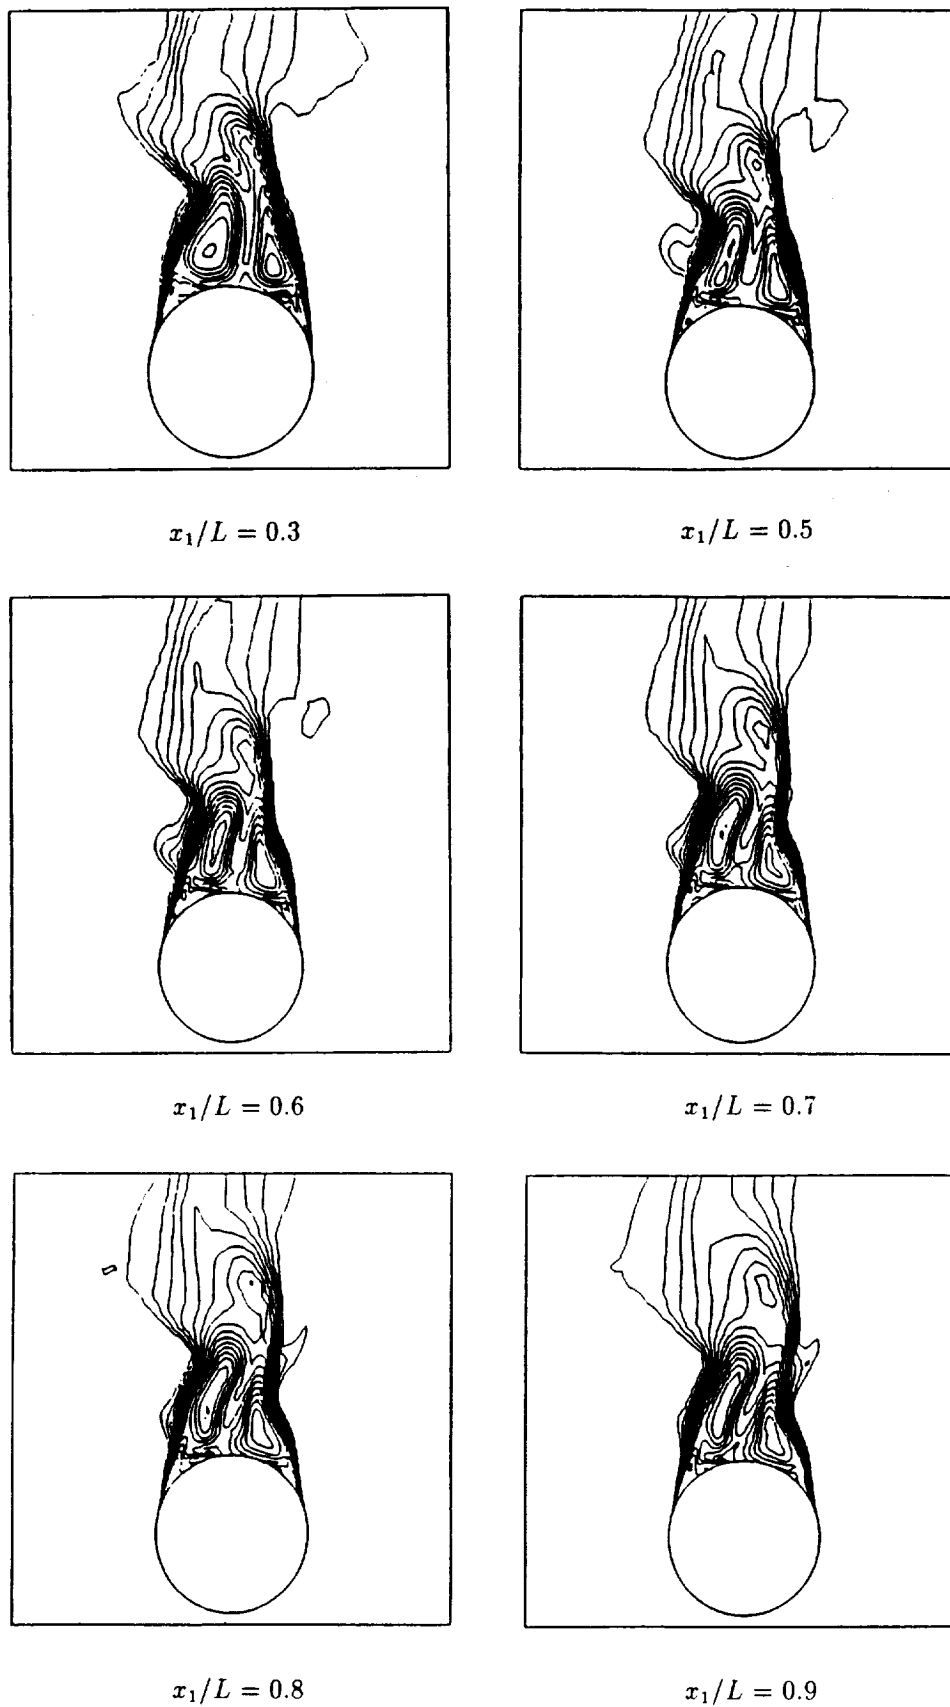 x₁/L = 0.3
x₁/L = 0.5
x₁/L = 0.6
x₁/L = 0.7
x₁/L = 0.8
x₁/L = 0.9